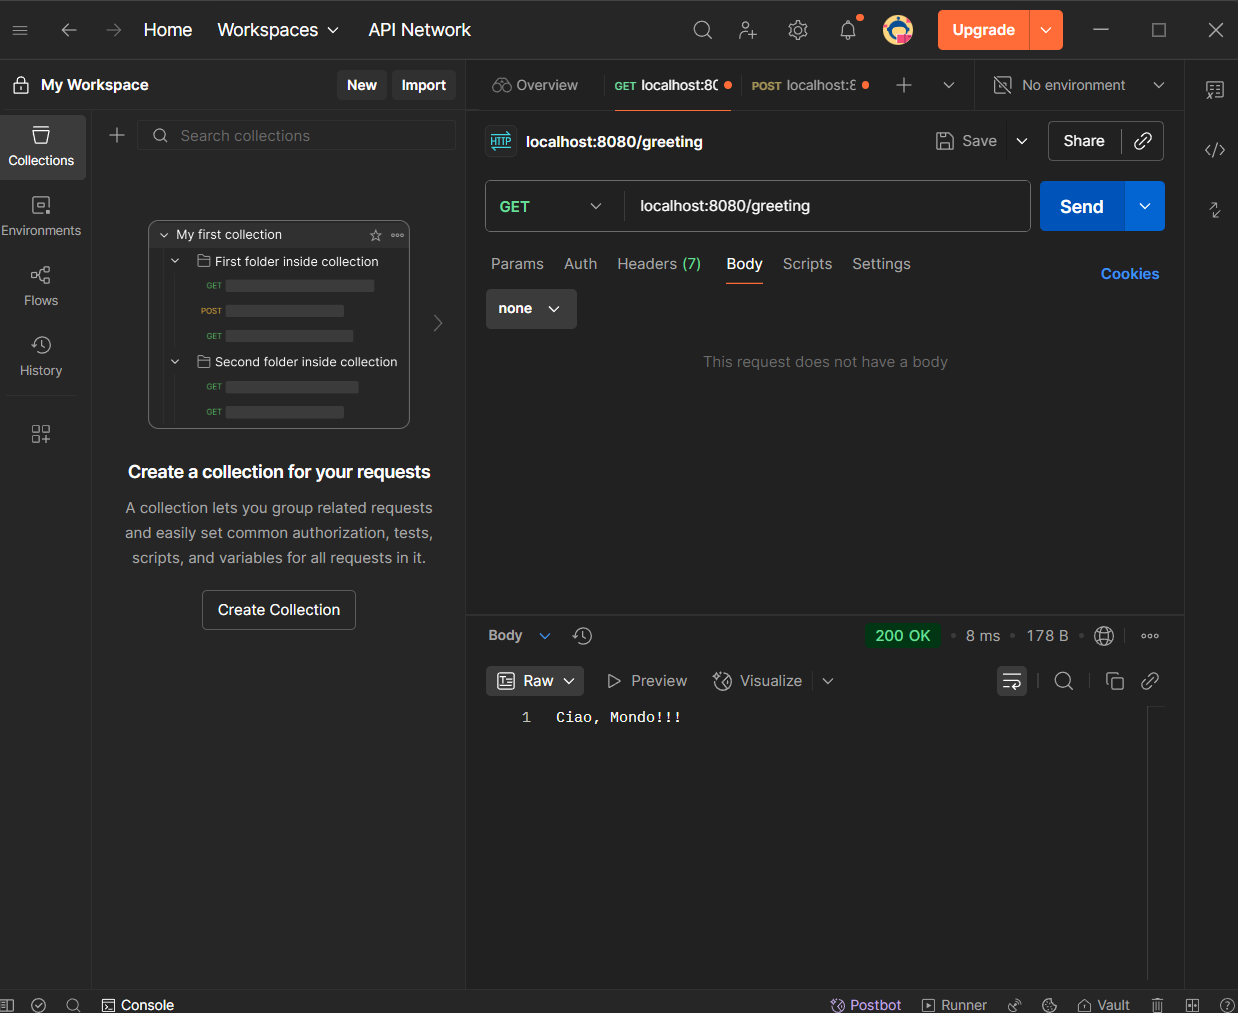 Home Workspaces API Network Upgrade
My Workspace New Import
Overview GET localhost:80 POST localhost:8 No environment
Collections
Search collections
HTTP localhost:8080/greeting Save Share
GET localhost:8080/greeting Send
Environments
Flows
History
My first collection
First folder inside collection
GET
POST
GET
Second folder inside collection
GET
GET
Create a collection for your requests
A collection lets you group related requests
and easily set common authorization, tests,
scripts, and variables for all requests in it.
Create Collection
Params Auth Headers (7) Body Scripts Settings Cookies
none
This request does not have a body
Body 200 OK 8 ms 178 B
Raw Preview Visualize
1 Ciao, Mondo!!!
Console Postbot Runner Vault